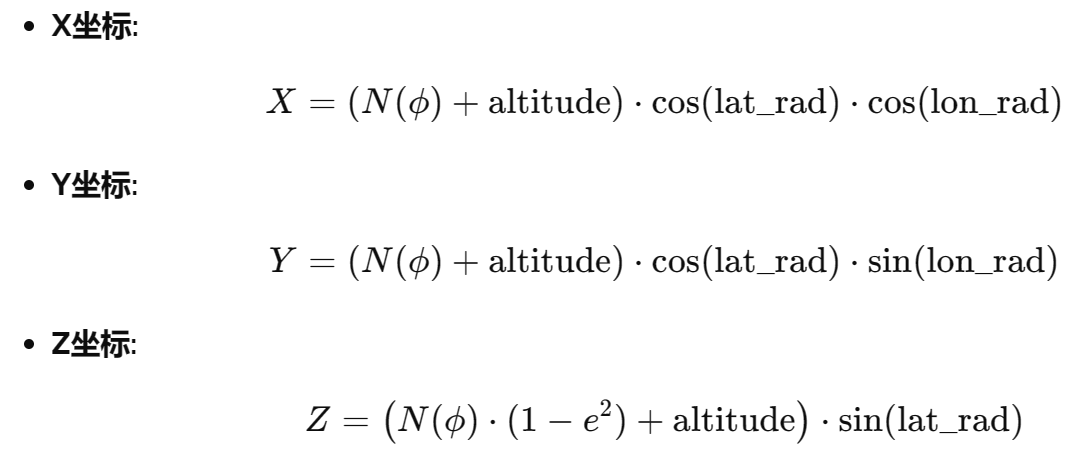 • X坐标:
X = (N(ϕ) + altitude) · cos(lat_rad) · cos(lon_rad)
• Y坐标:
Y = (N(ϕ) + altitude) · cos(lat_rad) · sin(lon_rad)
• Z坐标:
Z = (N(ϕ) · (1 − e²) + altitude) · sin(lat_rad)